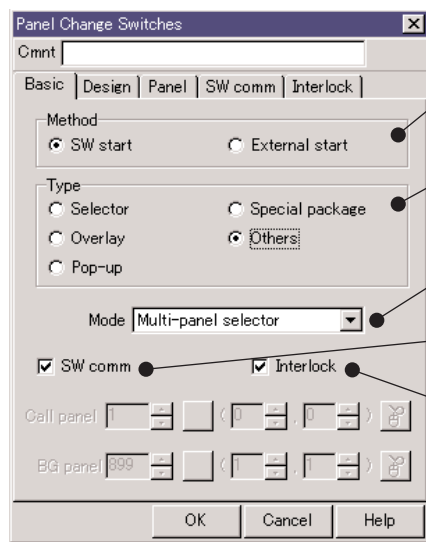 Panel Change Switches
Cmnt
Basic Design Panel SW comm Interlock
Method
SW start External start
Type
Selector Special package
Overlay Others
Pop-up
Mode Multi-panel selector
SW comm Interlock
Call panel 1 ( 0 , 0 )
BG panel 899 ( 1 , 1 )
OK Cancel Help